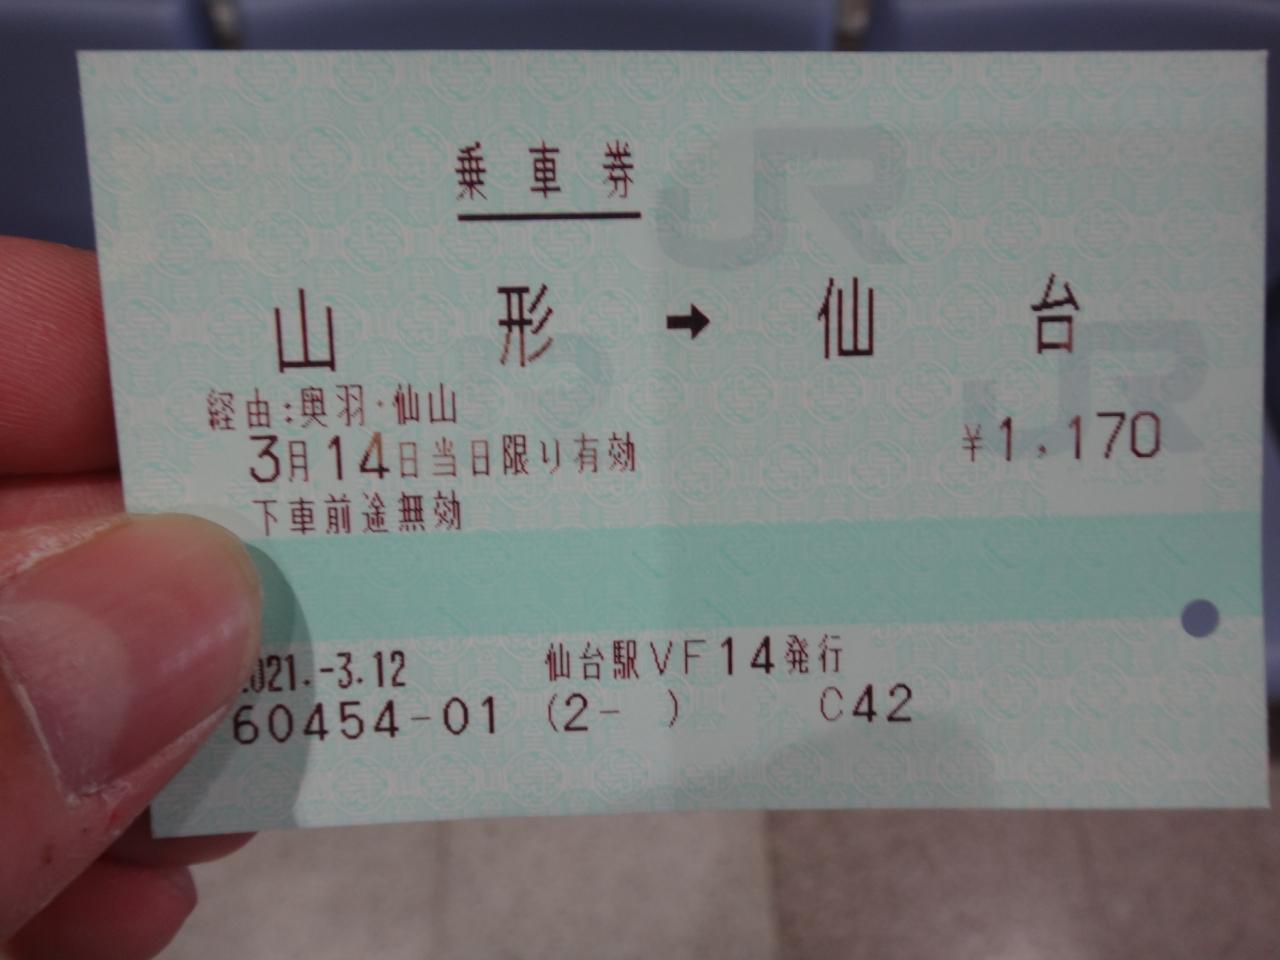 乗車券
山形 ➡ 仙台
経由:奥羽・仙山
¥1,170
3月14日当日限り有効
下車前途無効
2021.-3.12 仙台駅VF14発行
60454-01 (2- ) C42